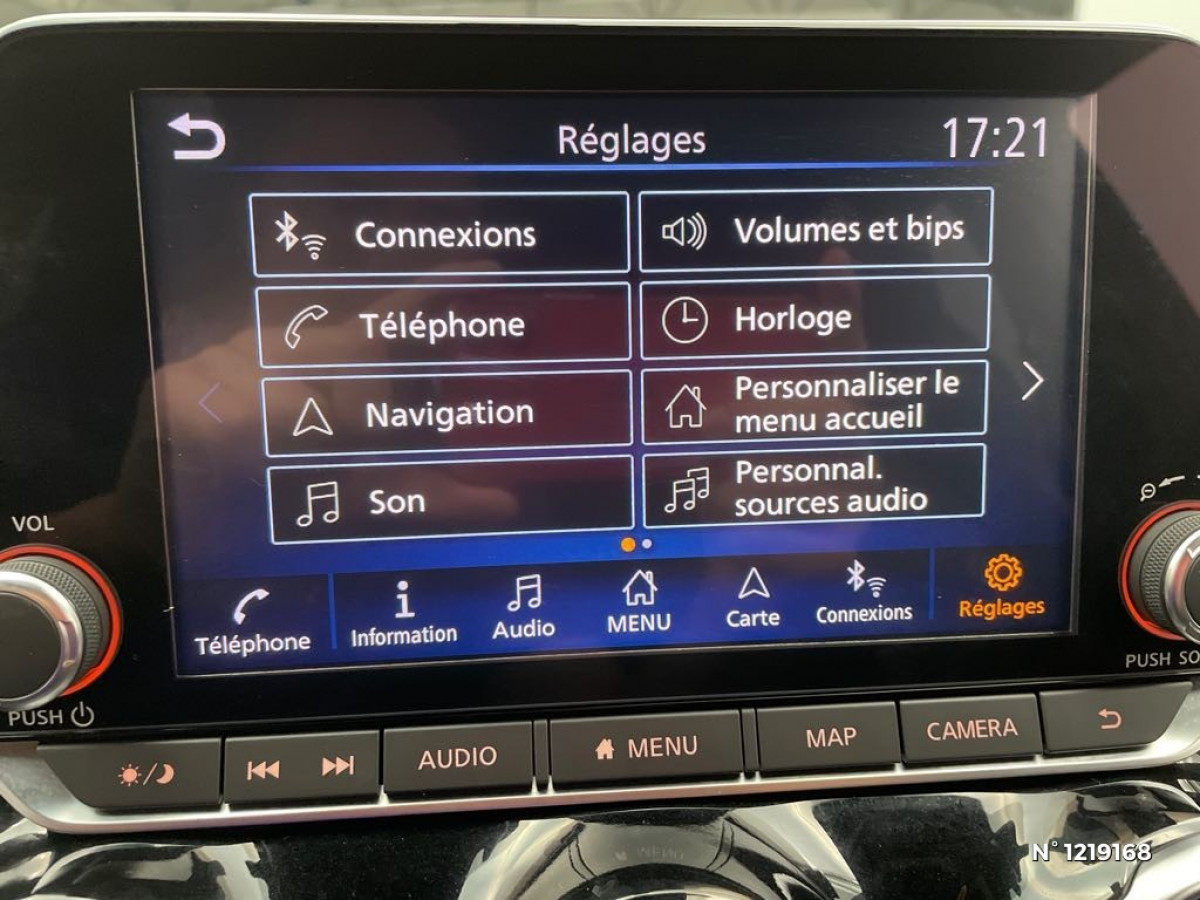 Réglages
17:21
Connexions
Volumes et bips
Téléphone
Horloge
Navigation
Personnaliser le
menu accueil
Son
Personnal.
sources audio
Téléphone
Information
Audio
MENU
Carte
Connexions
Réglages
VOL
PUSH
PUSH SO
AUDIO
MENU
MAP
CAMERA
N° 1219168